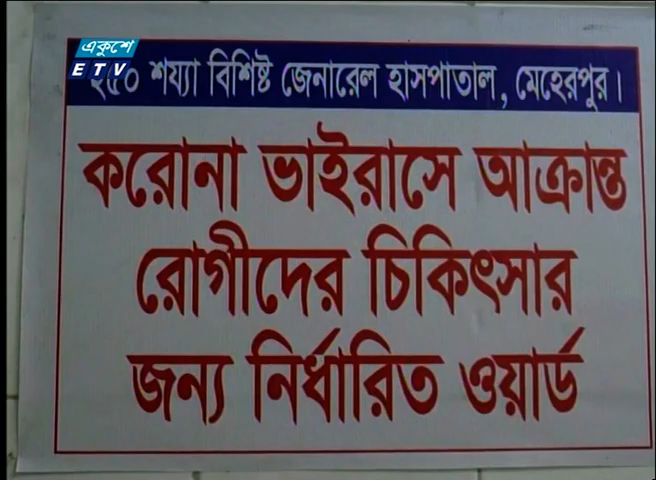 একুশে
ETV
২৫০ শয্যা বিশিষ্ট জেনারেল হাসপাতাল, মেহেরপুর।
করোনা ভাইরাসে আক্রান্ত
রোগীদের চিকিৎসার
জন্য নির্ধারিত ওয়ার্ড